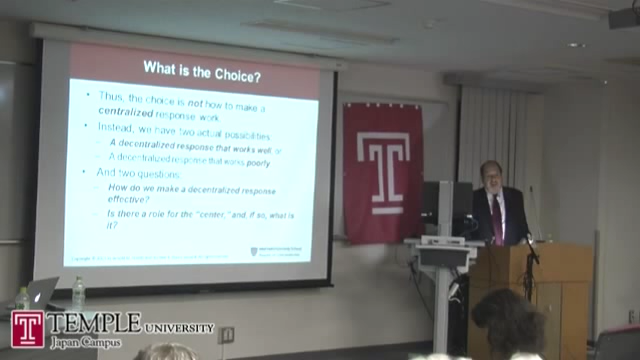 What is the Choice?
• Thus, the choice is not how to make a
centralized response work.
• Instead, we have two actual possibilities:
– A decentralized response that works well, or
– A decentralized response that works poorly
• And two questions:
– How do we make a decentralized response
effective?
– Is there a role for the "center," and, if so, what is
it?
T
TEMPLE UNIVERSITY
Japan Campus